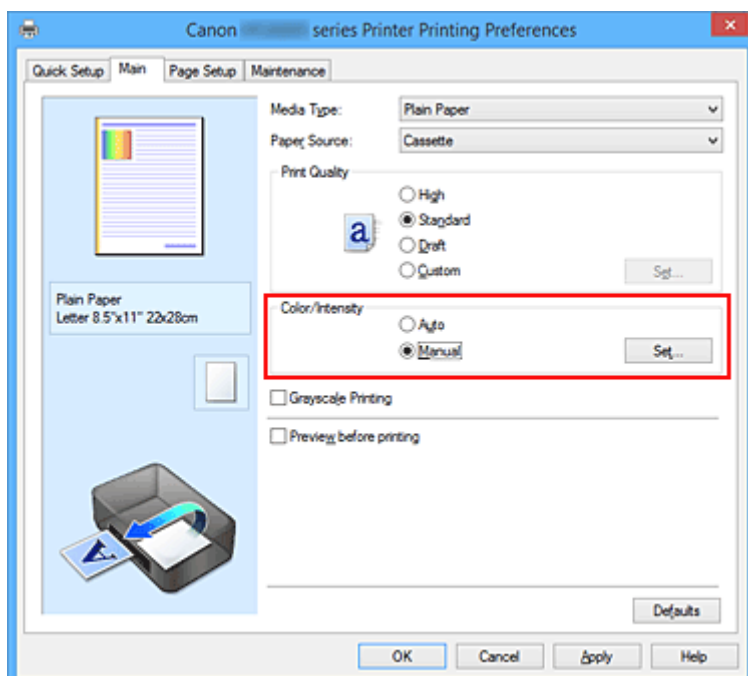 Canon series Printer Printing Preferences
Quick Setup Main Page Setup Maintenance
Media Type: Plain Paper
Paper Source: Cassette
Print Quality
High
Standard
Draft
Custom Set...
Plain Paper
Letter 8.5"x11" 22x28cm
Color/Intensity
Auto
Manual Set...
Grayscale Printing
Preview before printing
Defaults
OK Cancel Apply Help
a
A